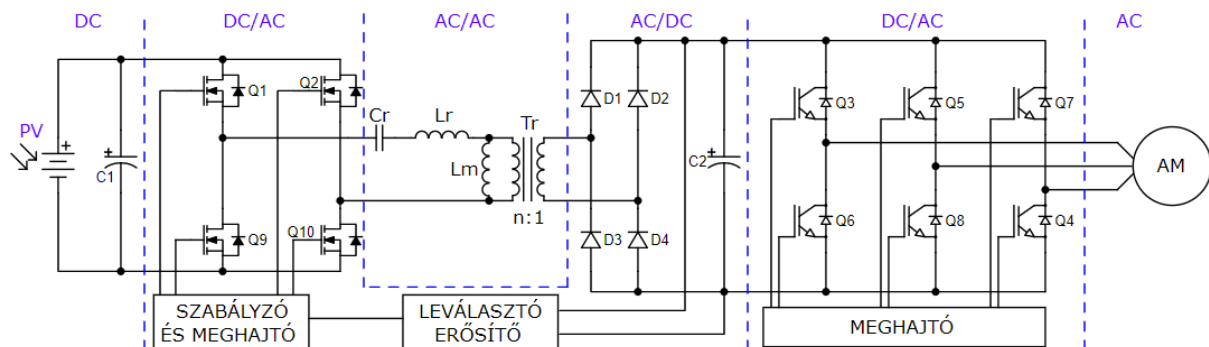 DC
DC/AC
AC/AC
AC/DC
DC/AC
AC
PV
+
+
C1
Q1
Q2
Q9
Q10
Cr
Lr
Lm
Tr
n:1
D1
D2
D3
D4
+
C2
Q3
Q5
Q7
Q6
Q8
Q4
AM
SZABÁLYZÓ
ÉS MEGHAJTÓ
LEVÁLASZTÓ
ERŐSÍTŐ
MEGHAJTÓ